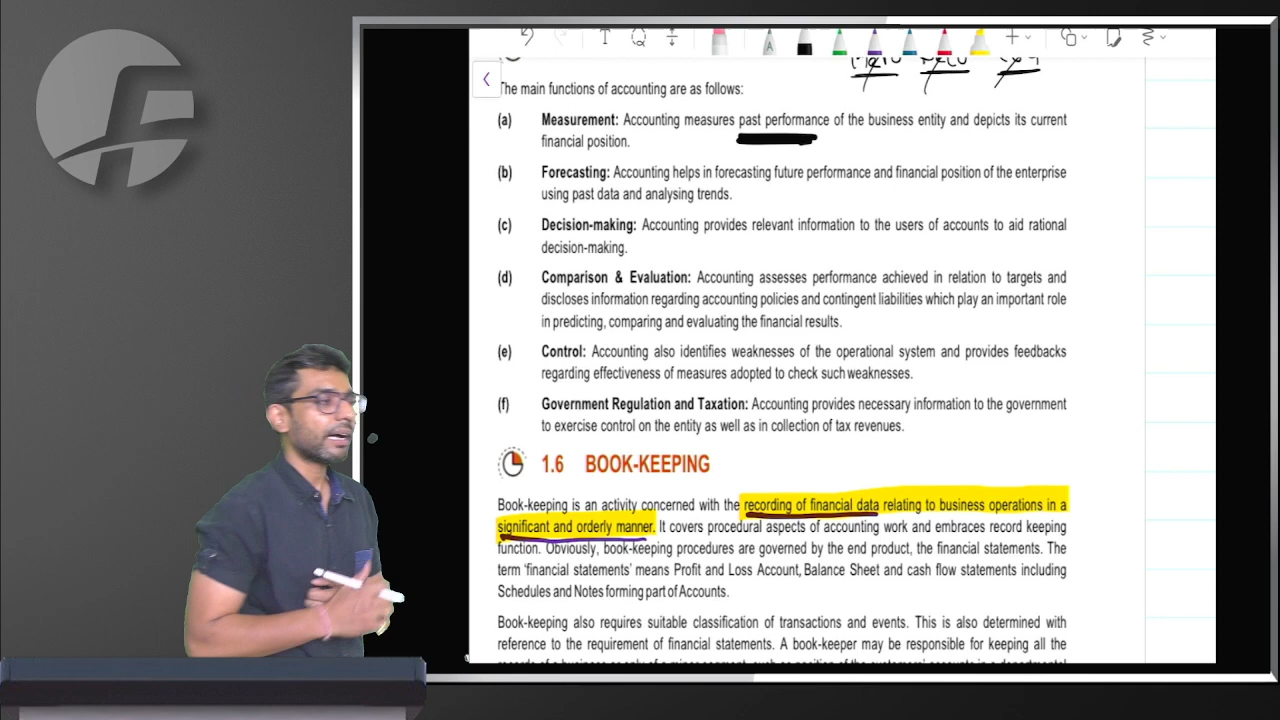 The main functions of accounting are as follows:
(a) Measurement: Accounting measures past performance of the business entity and depicts its current
financial position.
(b) Forecasting: Accounting helps in forecasting future performance and financial position of the enterprise
using past data and analysing trends.
(c) Decision-making: Accounting provides relevant information to the users of accounts to aid rational
decision-making.
(d) Comparison & Evaluation: Accounting assesses performance achieved in relation to targets and
discloses information regarding accounting policies and contingent liabilities which play an important role
in predicting, comparing and evaluating the financial results.
(e) Control: Accounting also identifies weaknesses of the operational system and provides feedbacks
regarding effectiveness of measures adopted to check such weaknesses.
(f) Government Regulation and Taxation: Accounting provides necessary information to the government
to exercise control on the entity as well as in collection of tax revenues.
1.6 BOOK-KEEPING
Book-keeping is an activity concerned with the recording of financial data relating to business operations in a
significant and orderly manner. It covers procedural aspects of accounting work and embraces record keeping
function. Obviously, book-keeping procedures are governed by the end product, the financial statements. The
term 'financial statements' means Profit and Loss Account, Balance Sheet and cash flow statements including
Schedules and Notes forming part of Accounts.
Book-keeping also requires suitable classification of transactions and events. This is also determined with
reference to the requirement of financial statements. A book-keeper may be responsible for keeping all the